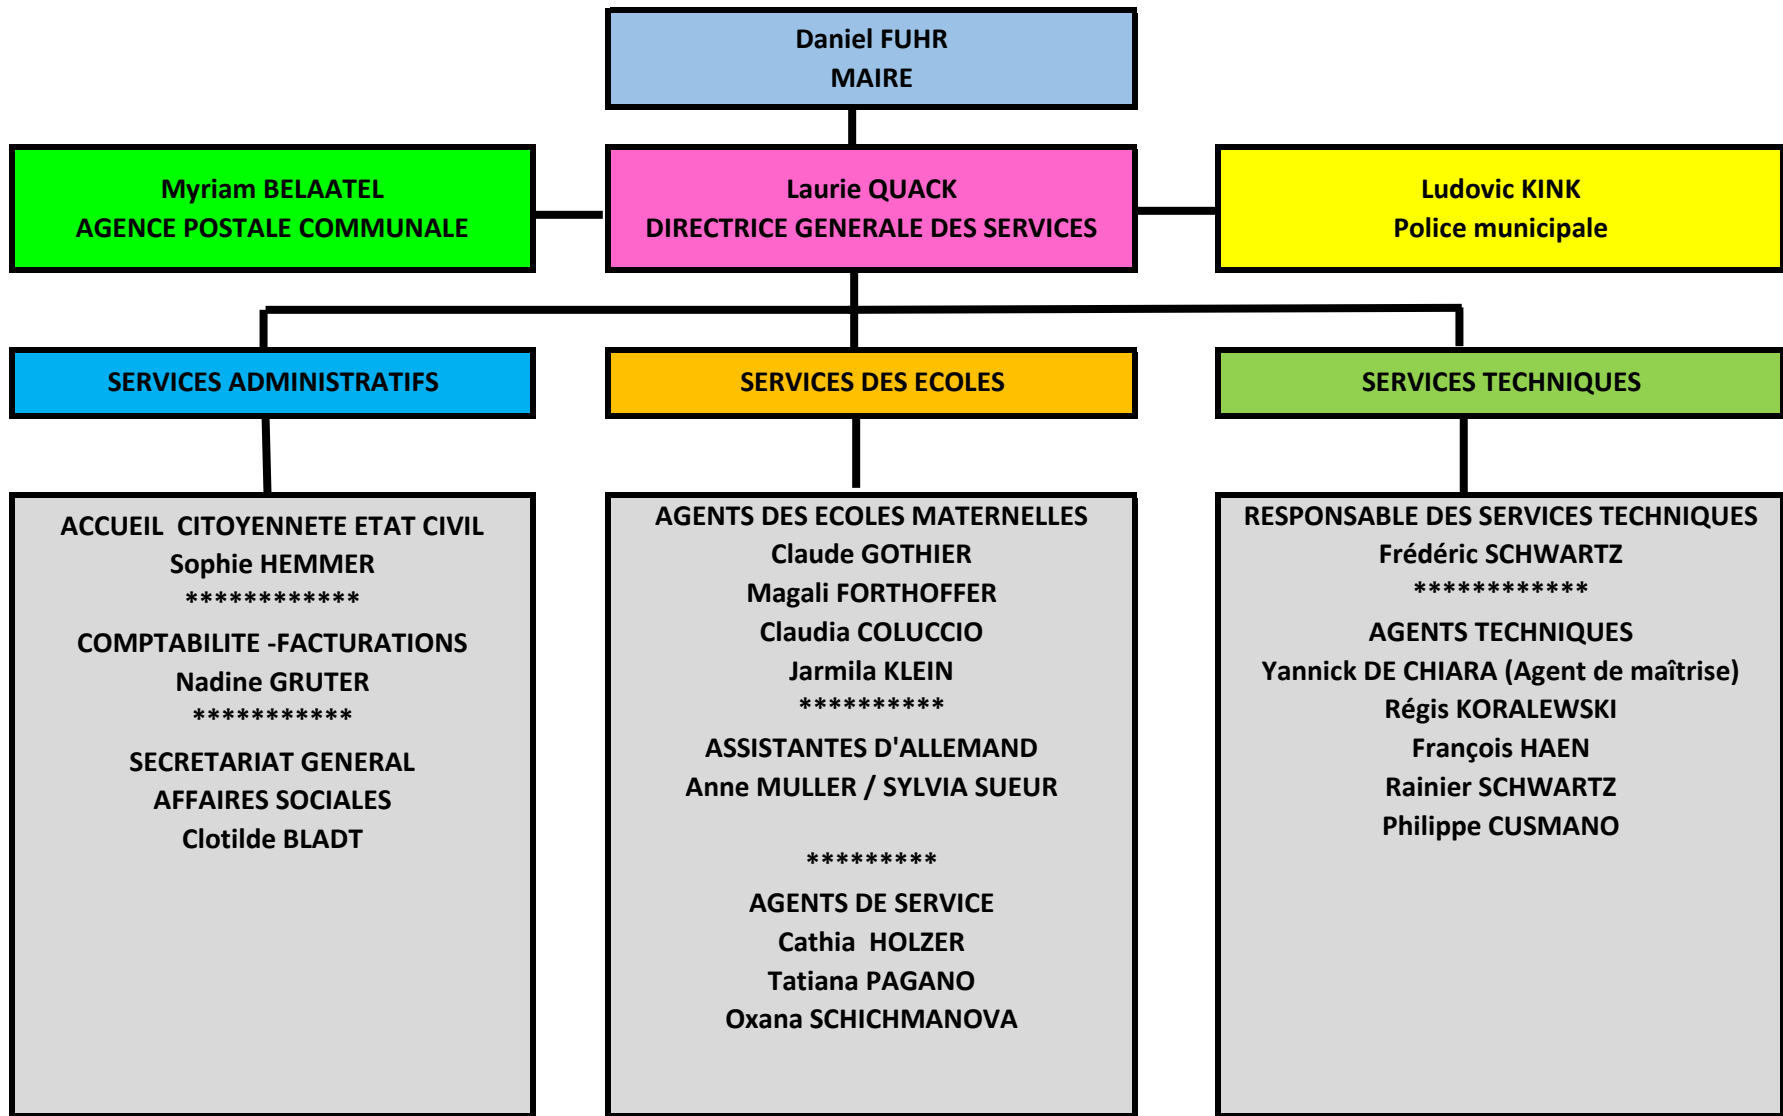 Daniel FUHR
MAIRE
Myriam BELAATEL
AGENCE POSTALE COMMUNALE
Laurie QUACK
DIRECTRICE GENERALE DES SERVICES
Ludovic KINK
Police municipale
SERVICES ADMINISTRATIFS
SERVICES DES ECOLES
SERVICES TECHNIQUES
ACCUEIL  CITOYENNETE ETAT CIVIL
Sophie HEMMER
************
COMPTABILITE -FACTURATIONS
Nadine GRUTER
***********
SECRETARIAT GENERAL
AFFAIRES SOCIALES
Clotilde BLADT
AGENTS DES ECOLES MATERNELLES
Claude GOTHIER
Magali FORTHOFFER
Claudia COLUCCIO
Jarmila KLEIN
**********
ASSISTANTES D'ALLEMAND
Anne MULLER / SYLVIA SUEUR
*********
AGENTS DE SERVICE
Cathia  HOLZER
Tatiana PAGANO
Oxana SCHICHMANOVA
RESPONSABLE DES SERVICES TECHNIQUES
Frédéric SCHWARTZ
************
AGENTS TECHNIQUES
Yannick DE CHIARA (Agent de maîtrise)
Régis KORALEWSKI
François HAEN
Rainier SCHWARTZ
Philippe CUSMANO